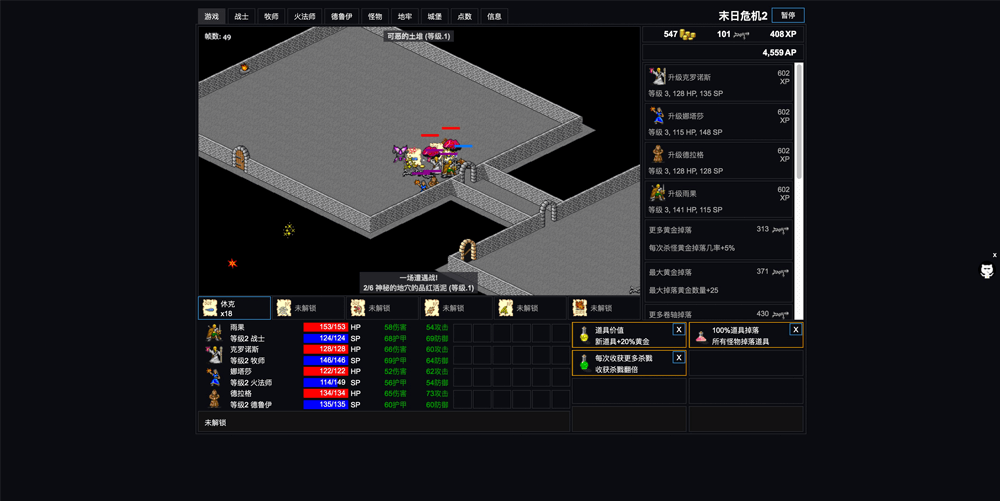 游戏 战士 牧师 火法师 德鲁伊 怪物 地牢 城堡 点数 信息
末日危机2 暂停
帧数: 49
可恶的土墙 (等级.1)
547 101 408 XP
4,559 AP
升级克罗诺斯 602 XP
等级 3, 128 HP, 135 SP
升级娜塔莎 602 XP
等级 3, 115 HP, 148 SP
升级德拉格 602 XP
等级 3, 128 HP, 128 SP
升级雨果 602 XP
等级 3, 141 HP, 115 SP
更多黄金掉落 313
每次杀怪黄金掉落几率+5%
最大黄金掉落 371
最大掉落黄金数量+25
更多卷轴掉落 430
一场遭遇战!
2/6 神秘的地穴的品红活泥 (等级.1)
休克
x18
未解锁
未解锁
未解锁
未解锁
未解锁
雨果 153/153 HP 58伤害 54攻击
等级2 战士 124/124 SP 68护甲 69防御
克罗诺斯 128/128 HP 66伤害 60攻击
等级2 牧师 146/146 SP 69护甲 64防御
娜塔莎 122/122 HP 52伤害 62攻击
等级2 火法师 114/149 SP 56护甲 54防御
德拉格 134/134 HP 65伤害 73攻击
等级2 德鲁伊 135/135 SP 60护甲 60防御
道具价值 X
新道具+20%黄金
100%道具掉落 X
所有怪物掉落道具
每次收获更多杀戮 X
收获杀戮翻倍
未解锁
x